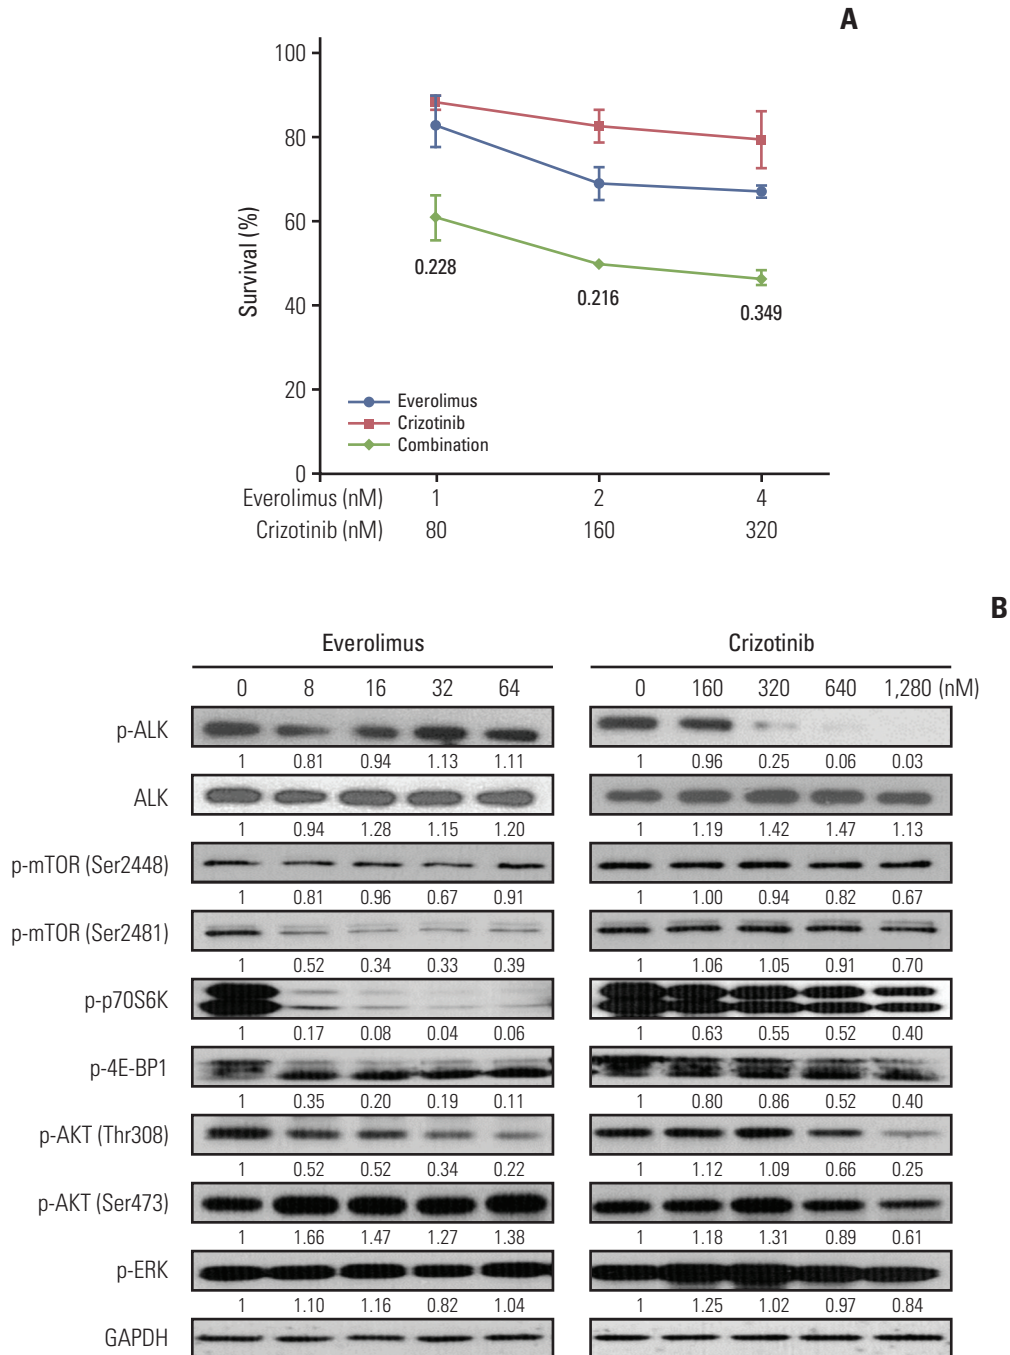 A
100
80
60
40
20
0
Survival (%)
0.228
0.216
0.349
Everolimus
Crizotinib
Combination
Everolimus (nM) 1 2 4
Crizotinib (nM) 80 160 320
B
Everolimus Crizotinib
0 8 16 32 64 0 160 320 640 1,280 (nM)
p-ALK
1 0.81 0.94 1.13 1.11 1 0.96 0.25 0.06 0.03
ALK
1 0.94 1.28 1.15 1.20 1 1.19 1.42 1.47 1.13
p-mTOR (Ser2448)
1 0.81 0.96 0.67 0.91 1 1.00 0.94 0.82 0.67
p-mTOR (Ser2481)
1 0.52 0.34 0.33 0.39 1 1.06 1.05 0.91 0.70
p-p70S6K
1 0.17 0.08 0.04 0.06 1 0.63 0.55 0.52 0.40
p-4E-BP1
1 0.35 0.20 0.19 0.11 1 0.80 0.86 0.52 0.40
p-AKT (Thr308)
1 0.52 0.52 0.34 0.22 1 1.12 1.09 0.66 0.25
p-AKT (Ser473)
1 1.66 1.47 1.27 1.38 1 1.18 1.31 0.89 0.61
p-ERK
1 1.10 1.16 0.82 1.04 1 1.25 1.02 0.97 0.84
GAPDH